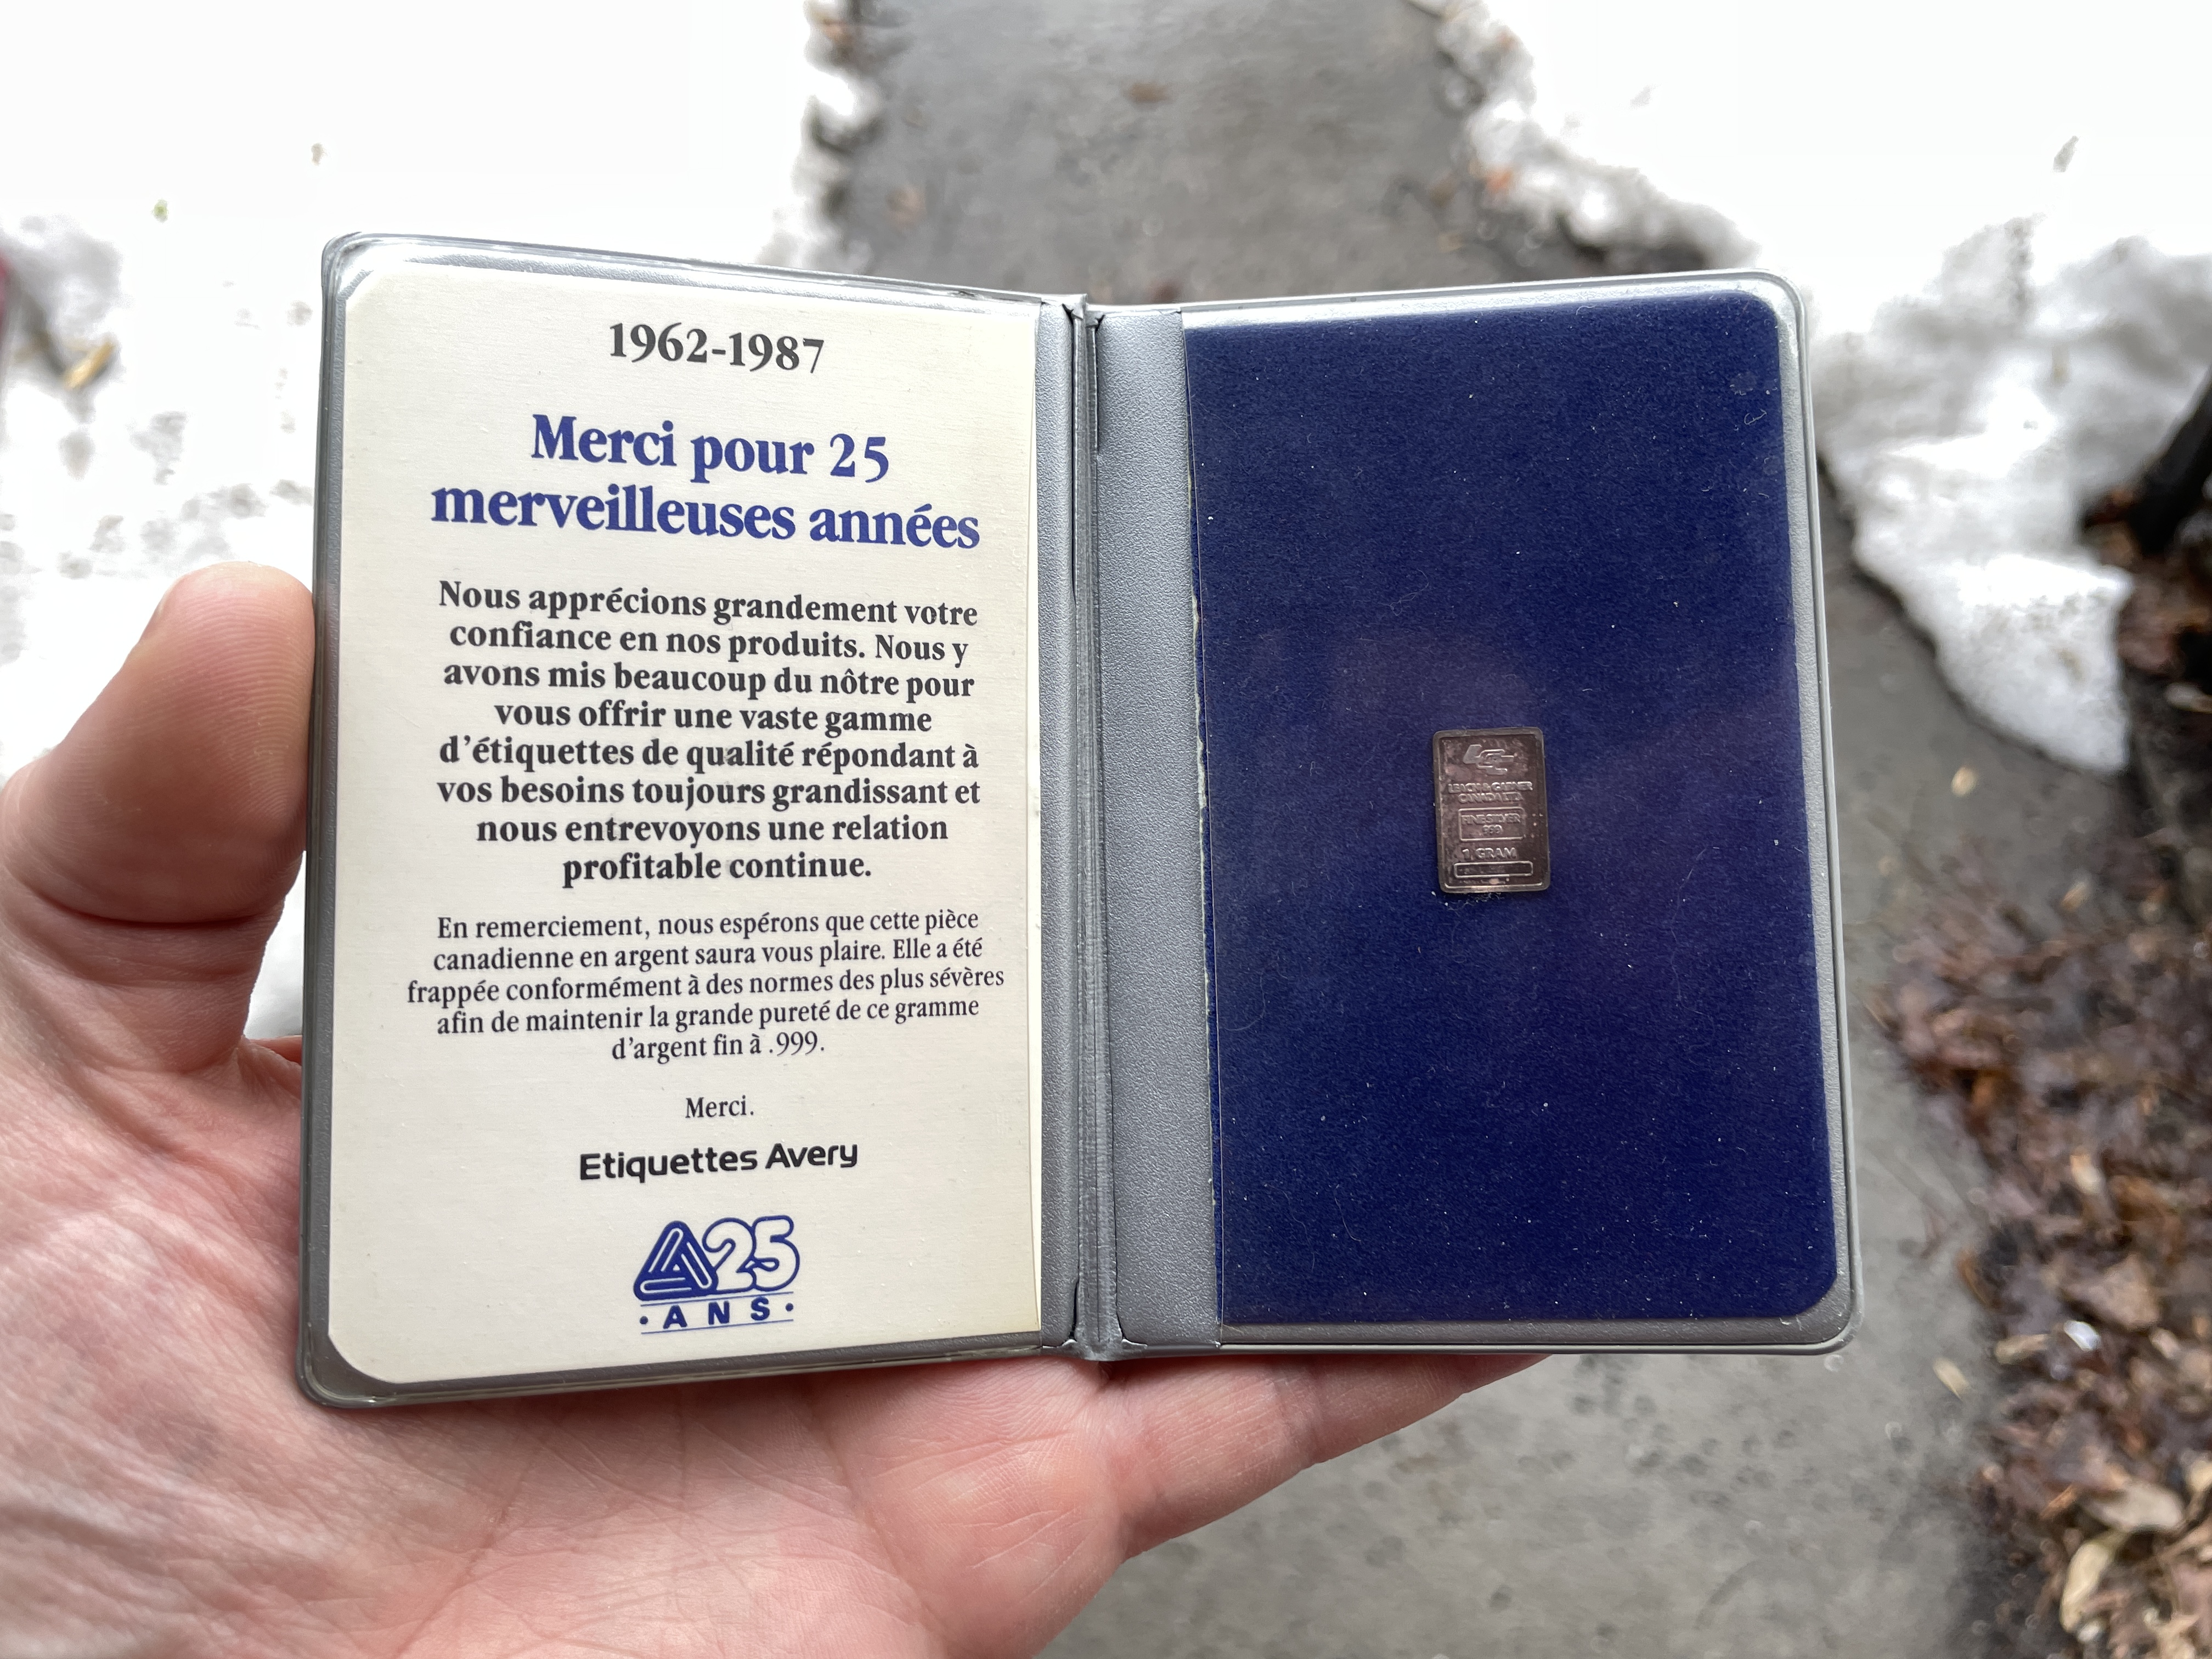 1962-1987
Merci pour 25
merveilleuses années
Nous apprécions grandement votre
confiance en nos produits. Nous y
avons mis beaucoup du nôtre pour
vous offrir une vaste gamme
d'étiquettes de qualité répondant à
vos besoins toujours grandissant et
nous entrevoyons une relation
profitable continue.
En remerciement, nous espérons que cette pièce
canadienne en argent saura vous plaire. Elle a été
frappée conformément à des normes des plus sévères
afin de maintenir la grande pureté de ce gramme
d'argent fin à .999.
Merci.
Etiquettes Avery
25
• ANS •
FINE SILVER
999
1 GRAM